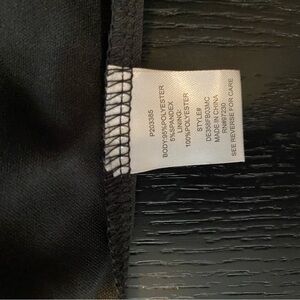 P203385
BODY:95%POLYESTER
5%SPANDEX
LINING:
100%POLYESTER
STYLE#
MADE IN CHINA
SEE REVERSE FOR CARE